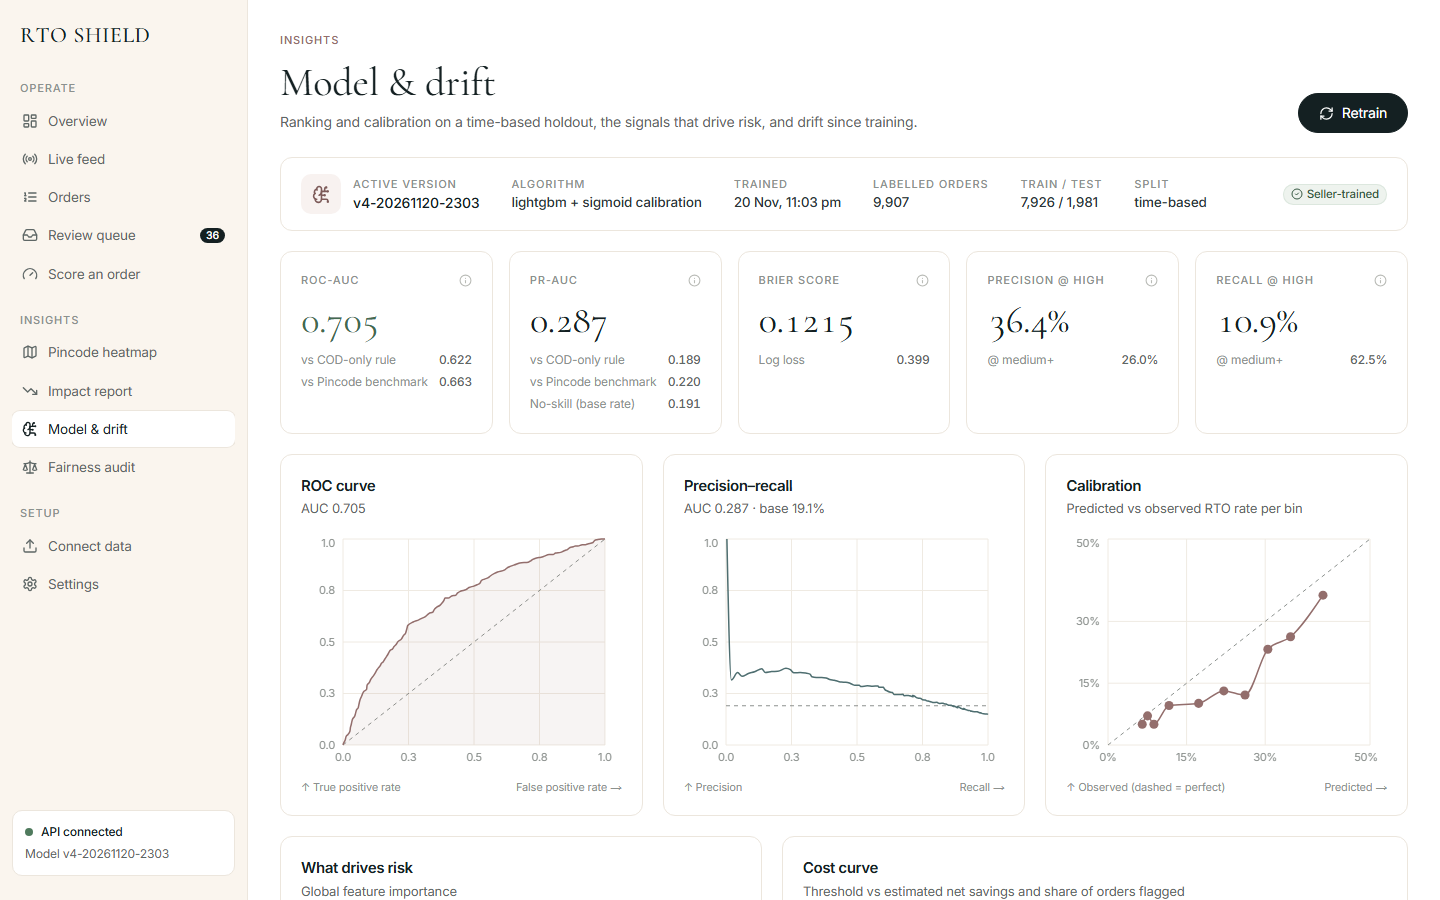 RTO SHIELD
OPERATE
Overview
Live feed
Orders
Review queue 36
Score an order
INSIGHTS
Pincode heatmap
Impact report
Model & drift
Fairness audit
SETUP
Connect data
Settings
API connected
Model v4-20261120-2303
INSIGHTS
Model & drift
Ranking and calibration on a time-based holdout, the signals that drive risk, and drift since training.
Retrain
ACTIVE VERSION
v4-20261120-2303
ALGORITHM
lightgbm + sigmoid calibration
TRAINED
20 Nov, 11:03 pm
LABELLED ORDERS
9,907
TRAIN / TEST
7,926 / 1,981
SPLIT
time-based
Seller-trained
ROC-AUC
0.705
vs COD-only rule 0.622
vs Pincode benchmark 0.663
PR-AUC
0.287
vs COD-only rule 0.189
vs Pincode benchmark 0.220
No-skill (base rate) 0.191
BRIER SCORE
0.1215
Log loss 0.399
PRECISION @ HIGH
36.4%
@ medium+ 26.0%
RECALL @ HIGH
10.9%
@ medium+ 62.5%
ROC curve
AUC 0.705
1.0
0.8
0.5
0.3
0.0
0.0 0.3 0.5 0.8 1.0
↑ True positive rate False positive rate →
Precision–recall
AUC 0.287 · base 19.1%
1.0
0.8
0.5
0.3
0.0
0.0 0.3 0.5 0.8 1.0
↑ Precision Recall →
Calibration
Predicted vs observed RTO rate per bin
50%
30%
15%
0%
0% 15% 30% 50%
↑ Observed (dashed = perfect) Predicted →
What drives risk
Global feature importance
Cost curve
Threshold vs estimated net savings and share of orders flagged